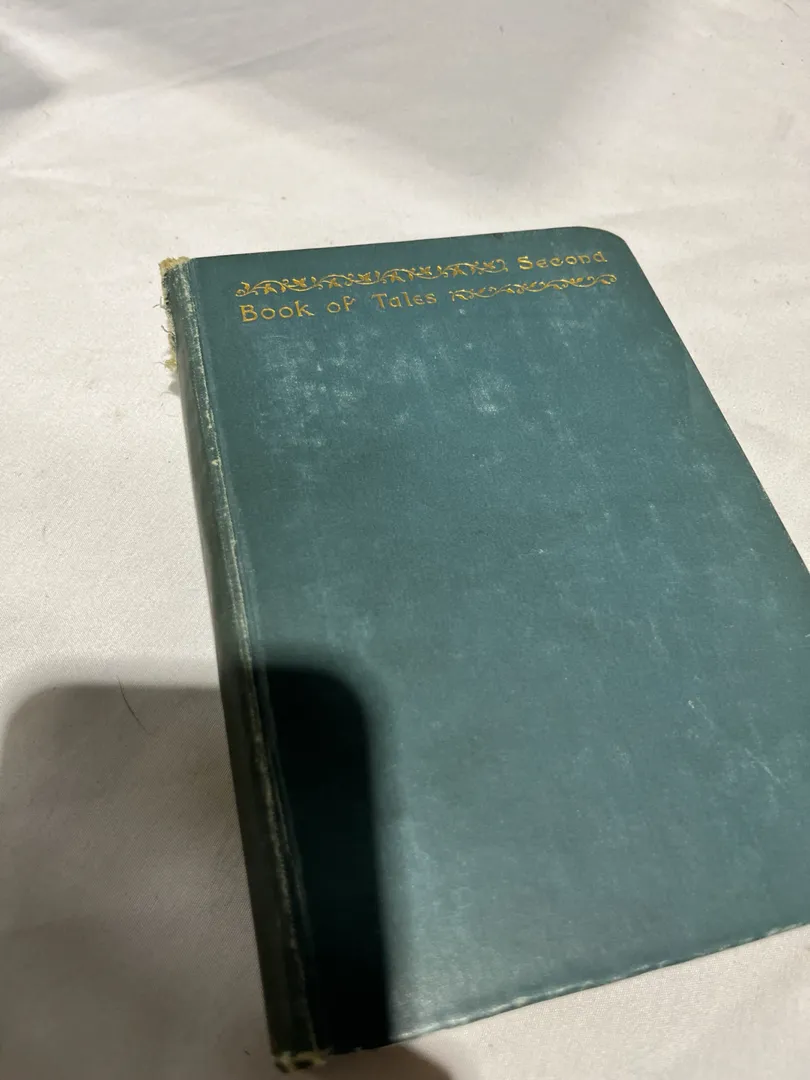 Second
Book of Tales